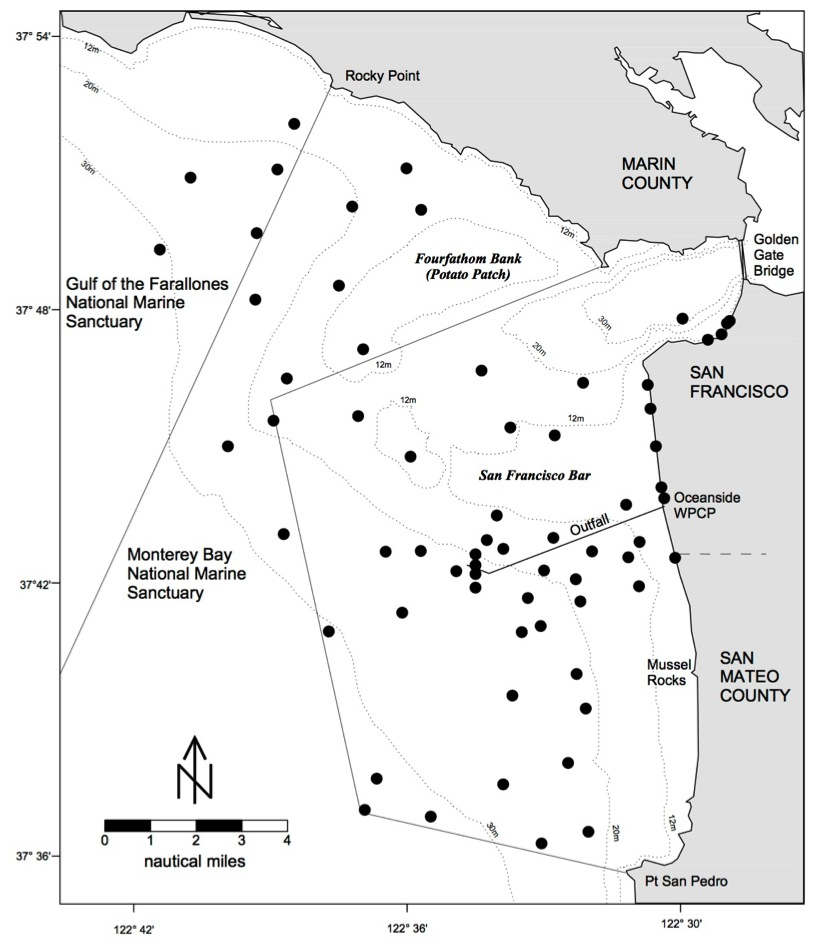 37° 54'
12m
20m
30m
Rocky Point
MARIN
COUNTY
12m
Golden
Gate
Bridge
Fourfathom Bank
(Potato Patch)
Gulf of the Farallones
National Marine
Sanctuary
37° 48'
30m
20m
12m
SAN
FRANCISCO
12m
12m
San Francisco Bar
Oceanside
WPCP
Outfall
Monterey Bay
National Marine
Sanctuary
37° 42'
Mussel
Rocks
SAN
MATEO
COUNTY
N
0 1 2 3 4
nautical miles
30m
20m
12m
37° 36'
Pt San Pedro
122° 42'
122° 36'
122° 30'